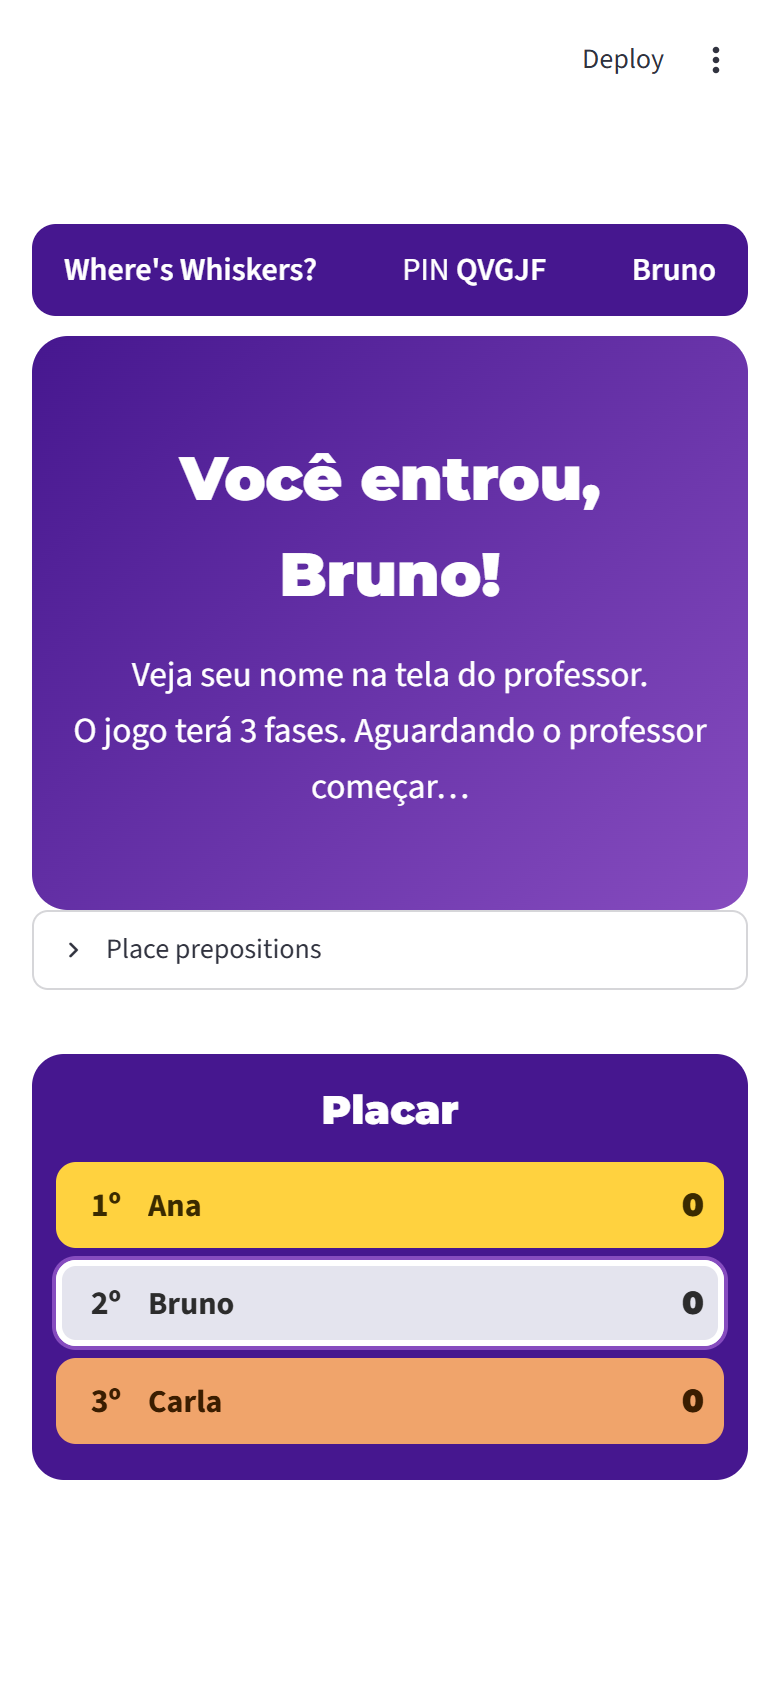 Deploy
Where's Whiskers? PIN QVGJF Bruno
Você entrou,
Bruno!
Veja seu nome na tela do professor.
O jogo terá 3 fases. Aguardando o professor
começar…
Place prepositions
Placar
1º Ana 0
2º Bruno 0
3º Carla 0